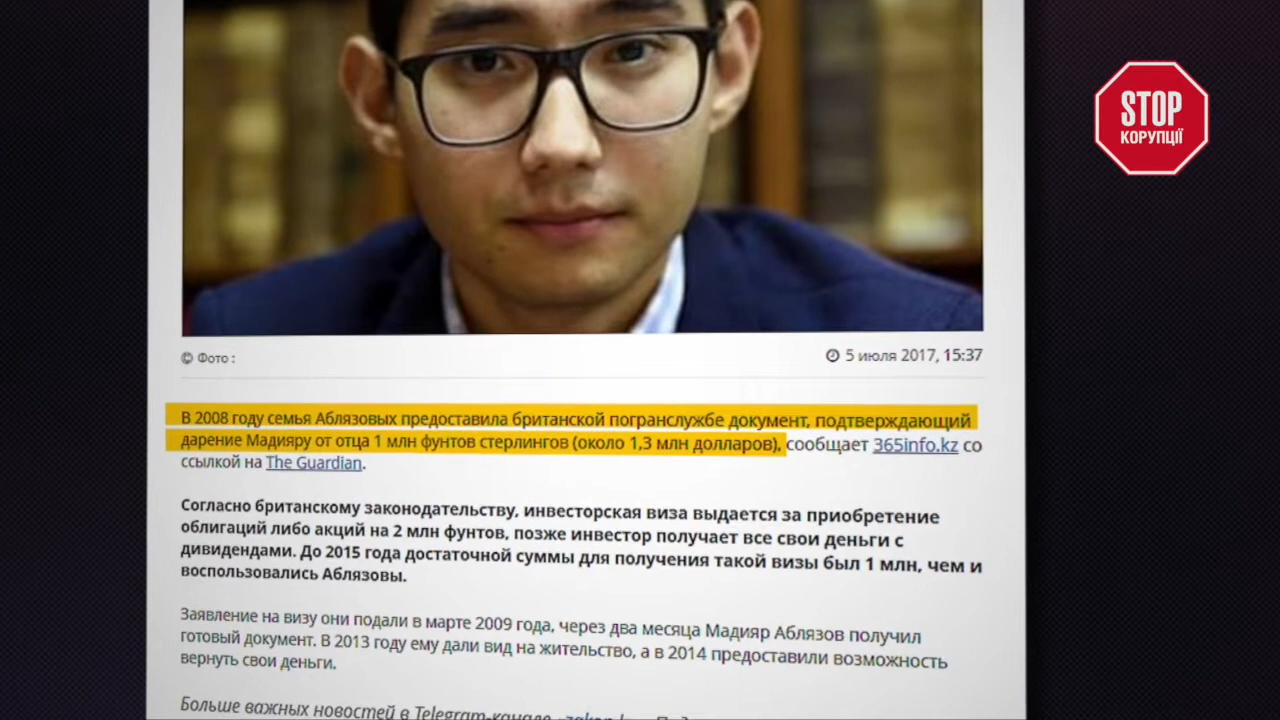 STOP
КОРУПЦІЇ
© Фото :
5 июля 2017, 15:37
В 2008 году семья Аблязовых предоставила британской погранслужбе документ, подтверждающий
дарение Мадияру от отца 1 млн фунтов стерлингов (около 1,3 млн долларов), сообщает 365info.kz со
ссылкой на The Guardian.
Согласно британскому законодательству, инвесторская виза выдается за приобретение
облигаций либо акций на 2 млн фунтов, позже инвестор получает все свои деньги с
дивидендами. До 2015 года достаточной суммы для получения такой визы был 1 млн, чем и
воспользовались Аблязовы.
Заявление на визу они подали в марте 2009 года, через два месяца Мадияр Аблязов получил
готовый документ. В 2013 году ему дали вид на жительство, а в 2014 предоставили возможность
вернуть свои деньги.
Больше важных новостей в Telegram-канале